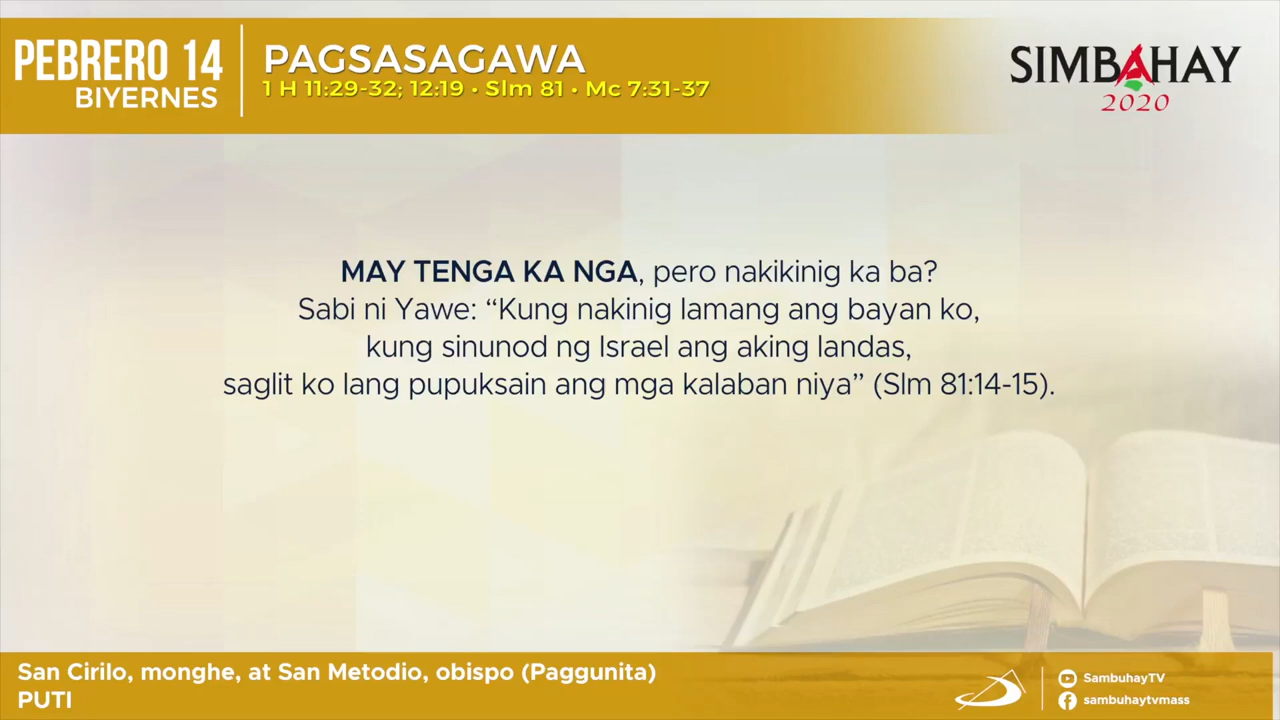 PEBRERO 14
BIYERNES
PAGSASAGAWA
1 H 11:29-32; 12:19 • Slm 81 • Mc 7:31-37
SIMBAHAY
2020
MAY TENGA KA NGA, pero nakikinig ka ba?
Sabi ni Yawe: “Kung nakinig lamang ang bayan ko,
kung sinunod ng Israel ang aking landas,
saglit ko lang pupuksain ang mga kalaban niya” (Slm 81:14-15).
San Cirilo, monghe, at San Metodio, obispo (Paggunita)
PUTI
SambuhayTV
sambuhaytvmass